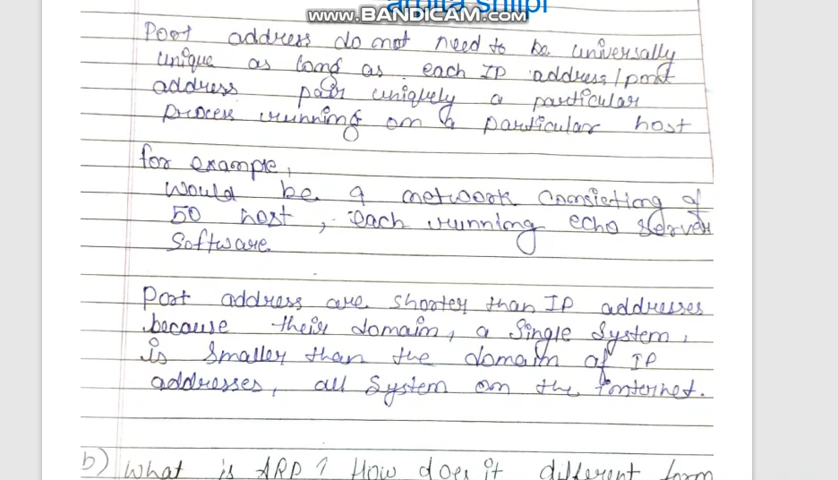 amita shilpi
www.BANDICAM.com
Port address do not need to be universally
unique as long as each IP address/port
address pair uniquely a particular
process running on a particular host
for example,
would be a network consisting of
50 host, each running echo server
Software
Port address are shorter than IP addresses
because their domain, a single system,
is smaller than the domain of IP
addresses, all System on the Internet.
b) What is ARP? How does it different form